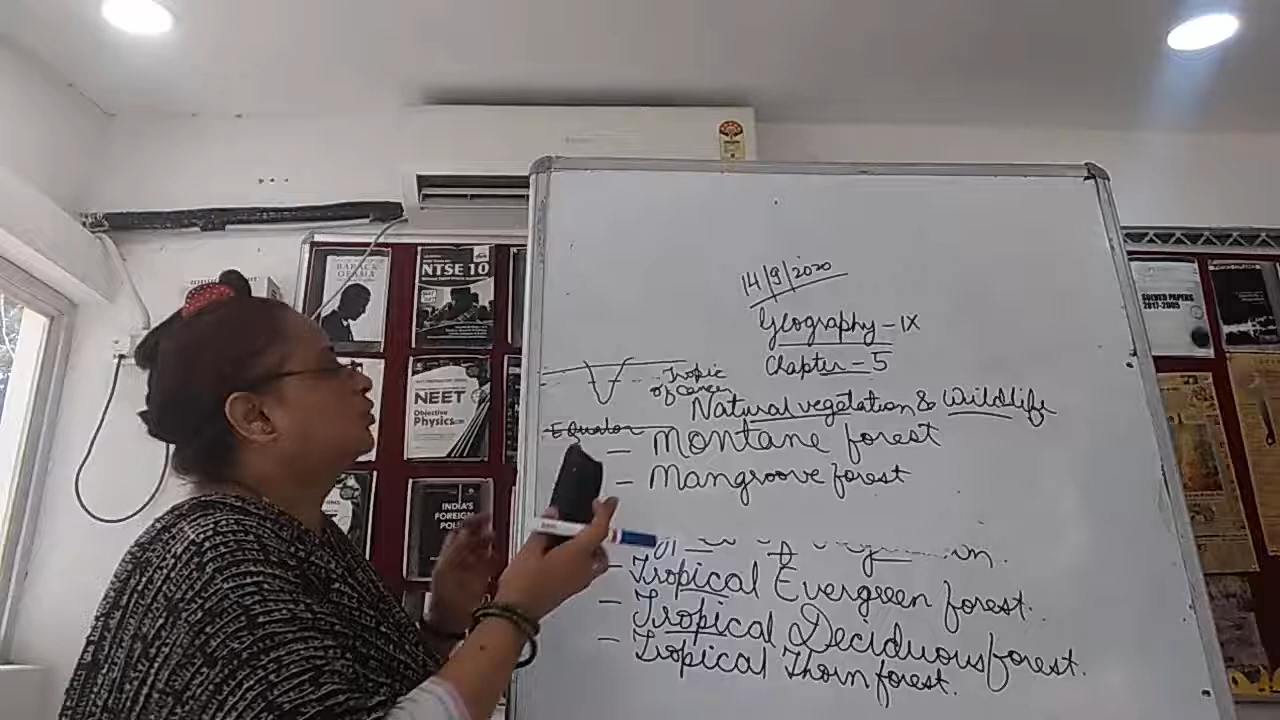 BARACK OBAMA
NTSE 10
NEET
Objective
Physics
INDIA'S
FOREIGN
SOLVED PAPERS
2017-2005
14/9/2020
Geography - IX
Chapter - 5
Tropic
of cancer
Natural vegetation & Wildlife
Equator
- Montane forest
- Mangroove forest
- Tropical Evergreen forest.
- Tropical Deciduous forest.
- Tropical Thorn forest.